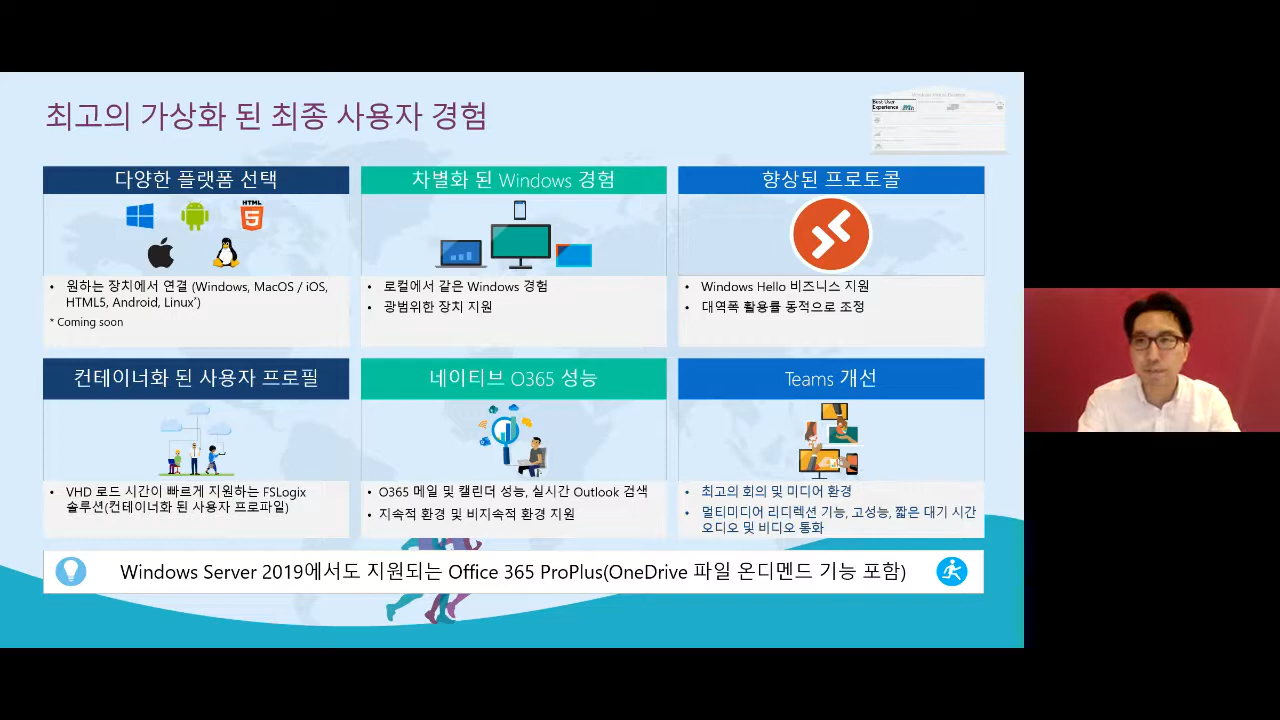 최고의 가상화 된 최종 사용자 경험
Best User
Experience
다양한 플랫폼 선택
차별화 된 Windows 경험
향상된 프로토콜
HTML
5
• 원하는 장치에서 연결 (Windows, MacOS / iOS,
HTML5, Android, Linux*)
* Coming soon
• 로컬에서 같은 Windows 경험
• 광범위한 장치 지원
• Windows Hello 비즈니스 지원
• 대역폭 활용률 동적으로 조정
컨테이너화 된 사용자 프로필
네이티브 O365 성능
Teams 개선
• VHD 로드 시간이 빠르게 지원하는 FSLogix
솔루션(컨테이너화 된 사용자 프로파일)
• O365 메일 및 캘린더 성능, 실시간 Outlook 검색
• 지속적 환경 및 비지속적 환경 지원
• 최고의 회의 및 미디어 환경
• 멀티미디어 리디렉션 기능, 고성능, 짧은 대기 시간
오디오 및 비디오 통화
Windows Server 2019에서도 지원되는 Office 365 ProPlus(OneDrive 파일 온디멘드 기능 포함)